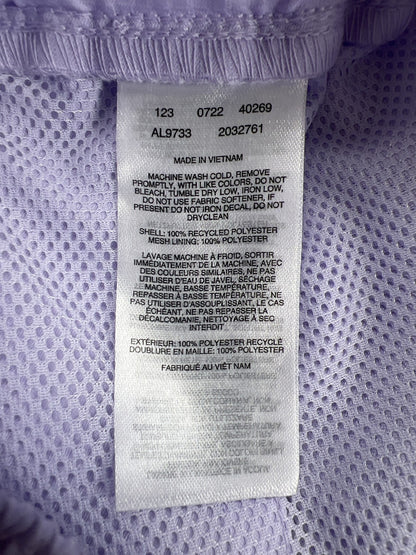 123 0722 40269
AL9733 2032761
MADE IN VIETNAM
MACHINE WASH COLD, REMOVE
PROMPTLY, WITH LIKE COLORS, DO NOT
BLEACH, TUMBLE DRY LOW, IRON LOW,
DO NOT USE FABRIC SOFTENER, IF
PRESENT DO NOT IRON DECAL, DO NOT
DRYCLEAN
SHELL: 100% RECYCLED POLYESTER
MESH LINING: 100% POLYESTER
LAVAGE MACHINE À FROID, SORTIR
IMMÉDIATEMENT DE LA MACHINE, AVEC
DES COULEURS SIMILAIRES, NE PAS
UTILISER D'EAU DE JAVEL, SÉCHAGE
MACHINE, BASSE TEMPÉRATURE,
REPASSER À BASSE TEMPÉRATURE, NE
PAS UTILISER D'ASSOUPLISSANT, LE CAS
ÉCHÉANT, NE PAS REPASSER LA
DÉCALCOMANIE, NETTOYAGE À SEC
INTERDIT
EXTÉRIEUR: 100% POLYESTER RECYCLÉ
DOUBLURE EN MAILLE: 100% POLYESTER
FABRIQUÉ AU VIÊT NAM